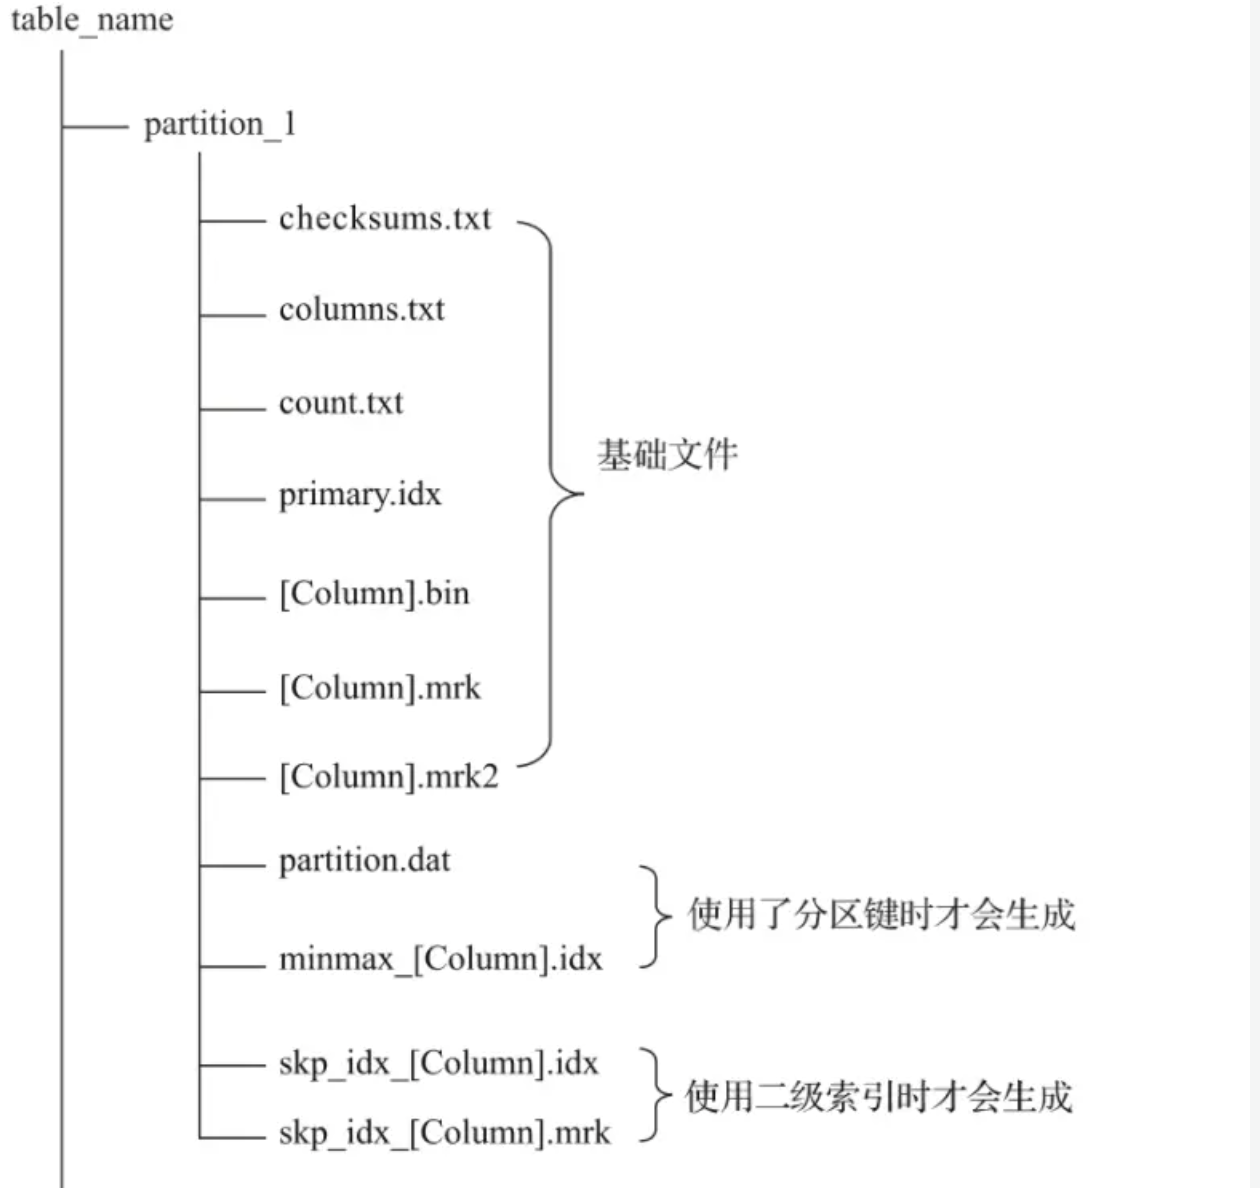 table_name
partition_1
checksums.txt
columns.txt
count.txt
基础文件
primary.idx
[Column].bin
[Column].mrk
[Column].mrk2
partition.dat
使用了分区键时才会生成
minmax_[Column].idx
skp_idx_[Column].idx
使用二级索引时才会生成
skp_idx_[Column].mrk